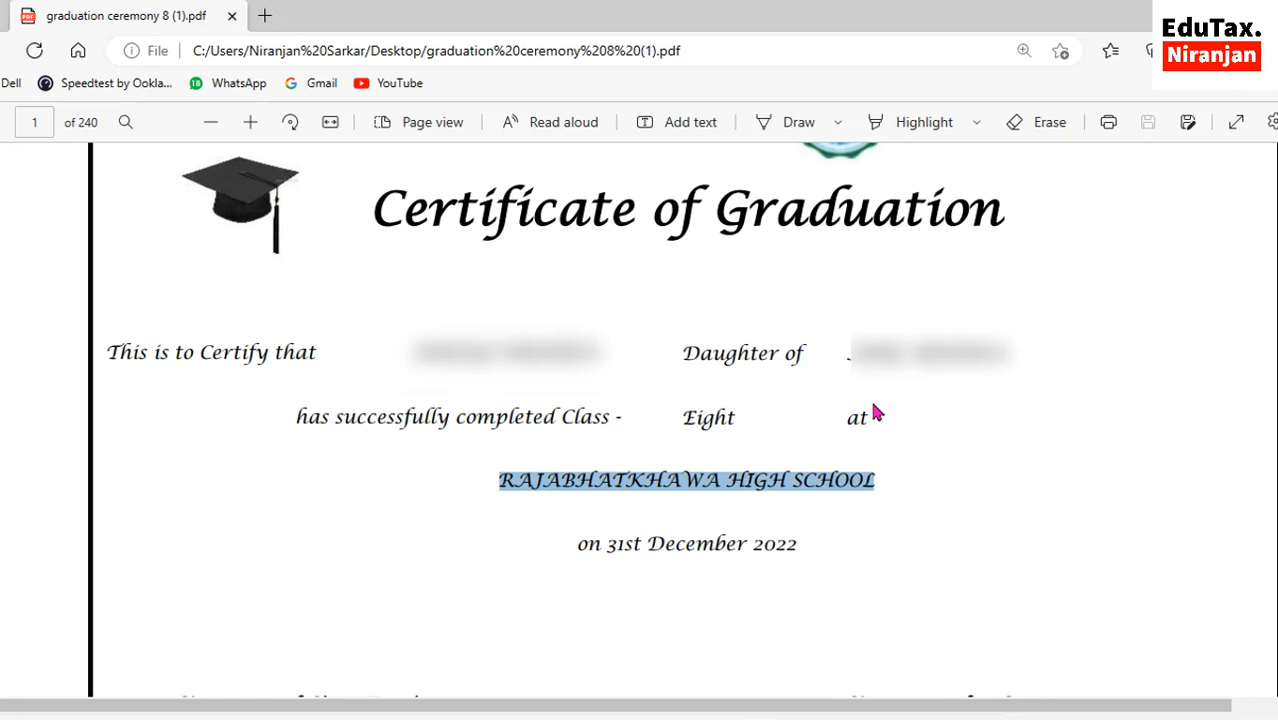 graduation ceremony 8 (1).pdf
EduTax.
Niranjan
File C:/Users/Niranjan%20Sarkar/Desktop/graduation%20ceremony%208%20(1).pdf
Dell Speedtest by Ookla... 18 WhatsApp G Gmail YouTube
1 of 240 Page view Read aloud Add text Draw Highlight Erase
Certificate of Graduation
This is to Certify that Daughter of
has successfully completed Class - Eight at
RAJABHATKHAWA HIGH SCHOOL
on 31st December 2022